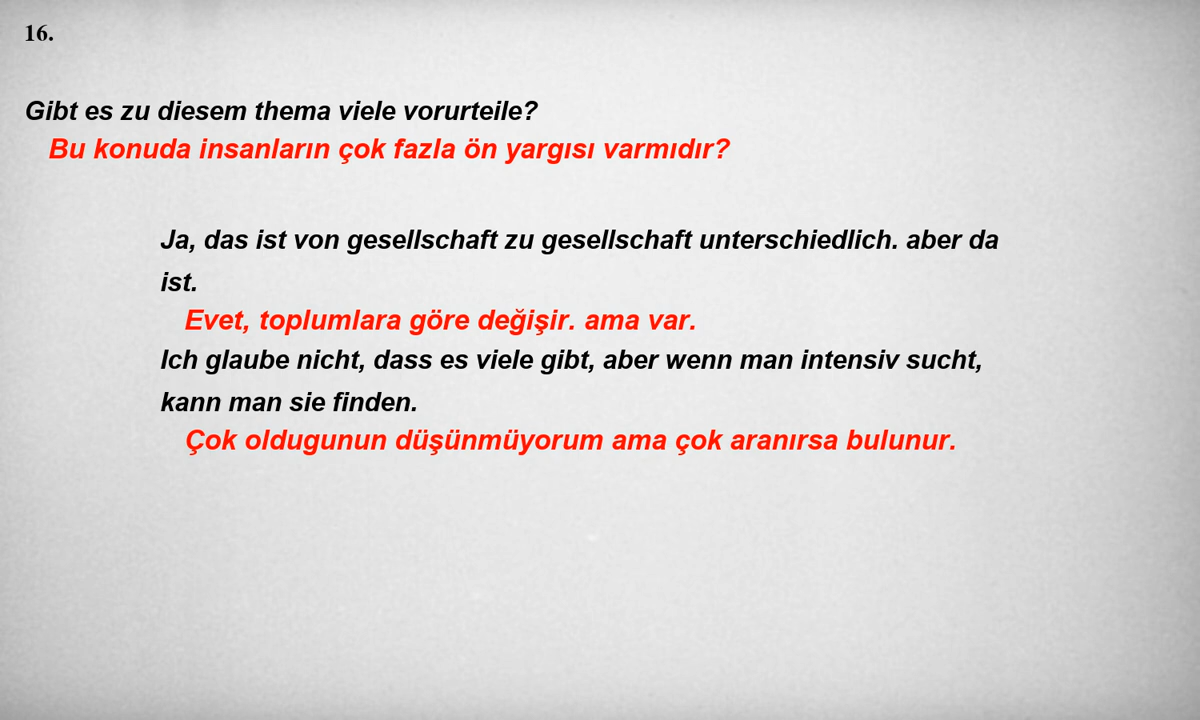 16.
Gibt es zu diesem thema viele vorurteile?
Bu konuda insanların çok fazla ön yargısı varmıdır?
Ja, das ist von gesellschaft zu gesellschaft unterschiedlich. aber da
ist.
Evet, toplumlara göre değişir. ama var.
Ich glaube nicht, dass es viele gibt, aber wenn man intensiv sucht,
kann man sie finden.
Çok oldugunun düşünmüyorum ama çok aranırsa bulunur.